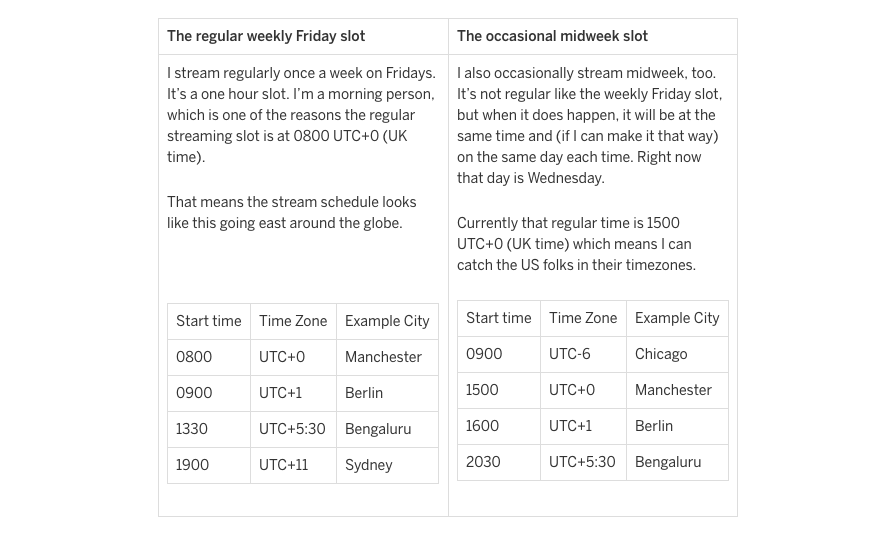 The regular weekly Friday slot
I stream regularly once a week on Fridays.
It's a one hour slot. I'm a morning person,
which is one of the reasons the regular
streaming slot is at 0800 UTC+0 (UK
time).
That means the stream schedule looks
like this going east around the globe.
Start time Time Zone Example City
0800 UTC+0 Manchester
0900 UTC+1 Berlin
1330 UTC+5:30 Bengaluru
1900 UTC+11 Sydney
The occasional midweek slot
I also occasionally stream midweek, too.
It's not regular like the weekly Friday slot,
but when it does happen, it will be at the
same time and (if I can make it that way)
on the same day each time. Right now
that day is Wednesday.
Currently that regular time is 1500
UTC+0 (UK time) which means I can
catch the US folks in their timezones.
Start time Time Zone Example City
0900 UTC-6 Chicago
1500 UTC+0 Manchester
1600 UTC+1 Berlin
2030 UTC+5:30 Bengaluru